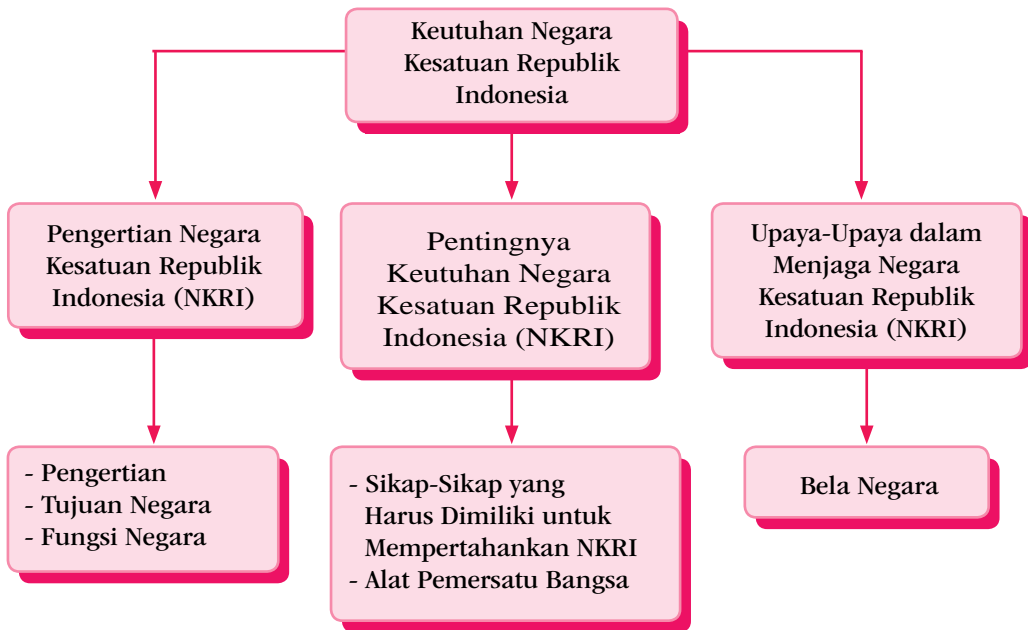 Keutuhan Negara
Kesatuan Republik
Indonesia
Pengertian Negara
Kesatuan Republik
Indonesia (NKRI)
Pentingnya
Keutuhan Negara
Kesatuan Republik
Indonesia (NKRI)
Upaya-Upaya dalam
Menjaga Negara
Kesatuan Republik
Indonesia (NKRI)
- Pengertian
- Tujuan Negara
- Fungsi Negara
- Sikap-Sikap yang
Harus Dimiliki untuk
Mempertahankan NKRI
- Alat Pemersatu Bangsa
Bela Negara